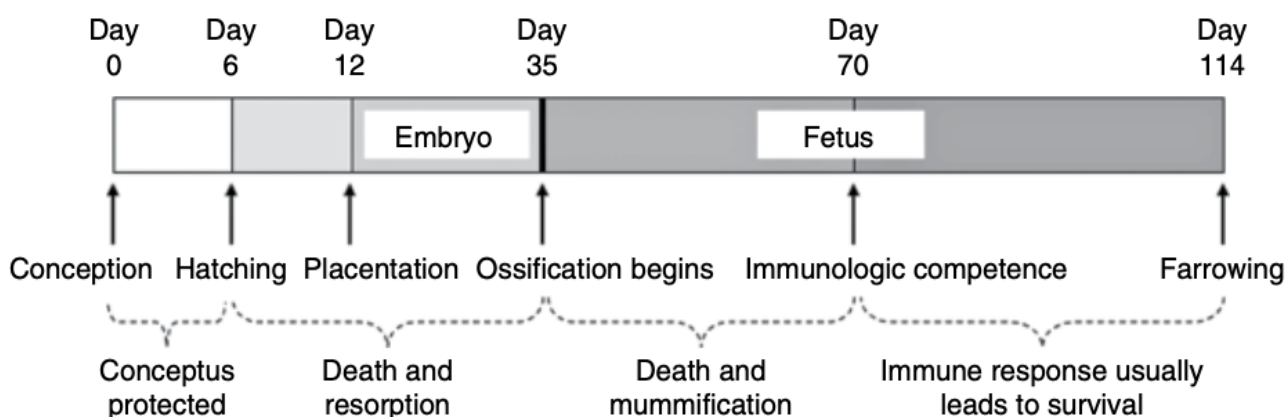 Day Day Day Day Day Day
0 6 12 35 70 114
Embryo Fetus
Conception Hatching Placentation Ossification begins Immunologic competence Farrowing
Conceptus Death and Death and Immune response usually
protected resorption mummification leads to survival